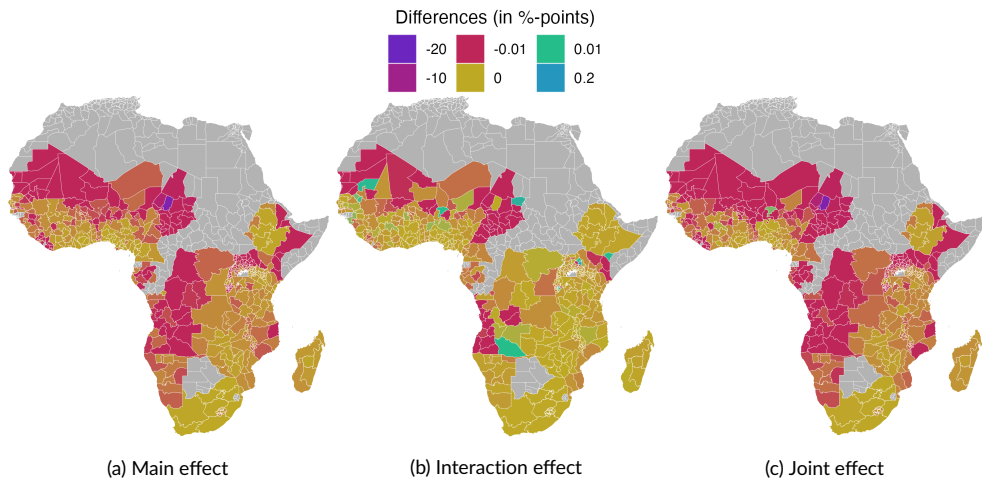 Differences (in %-points)
-20 -0.01 0.01
-10 0 0.2
(a) Main effect (b) Interaction effect (c) Joint effect